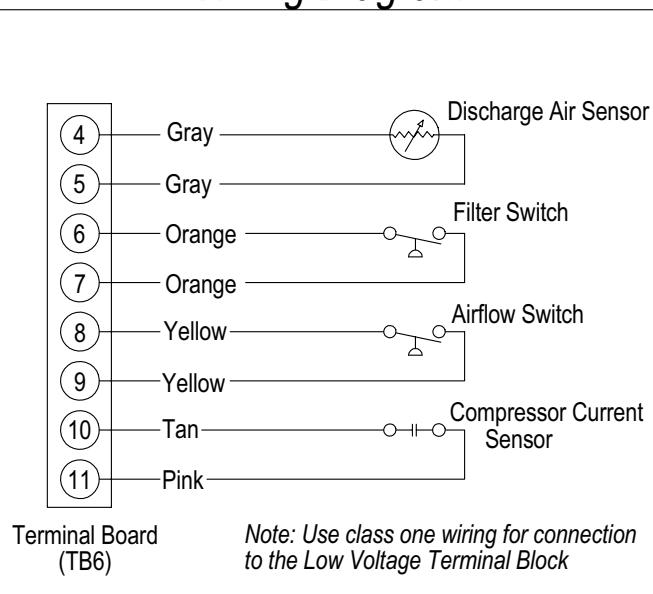 4
Gray
Discharge Air Sensor
5
Gray
6
Orange
Filter Switch
7
Orange
8
Yellow
Airflow Switch
9
Yellow
10
Tan
Compressor Current
Sensor
11
Pink
Terminal Board
(TB6)
Note: Use class one wiring for connection
to the Low Voltage Terminal Block